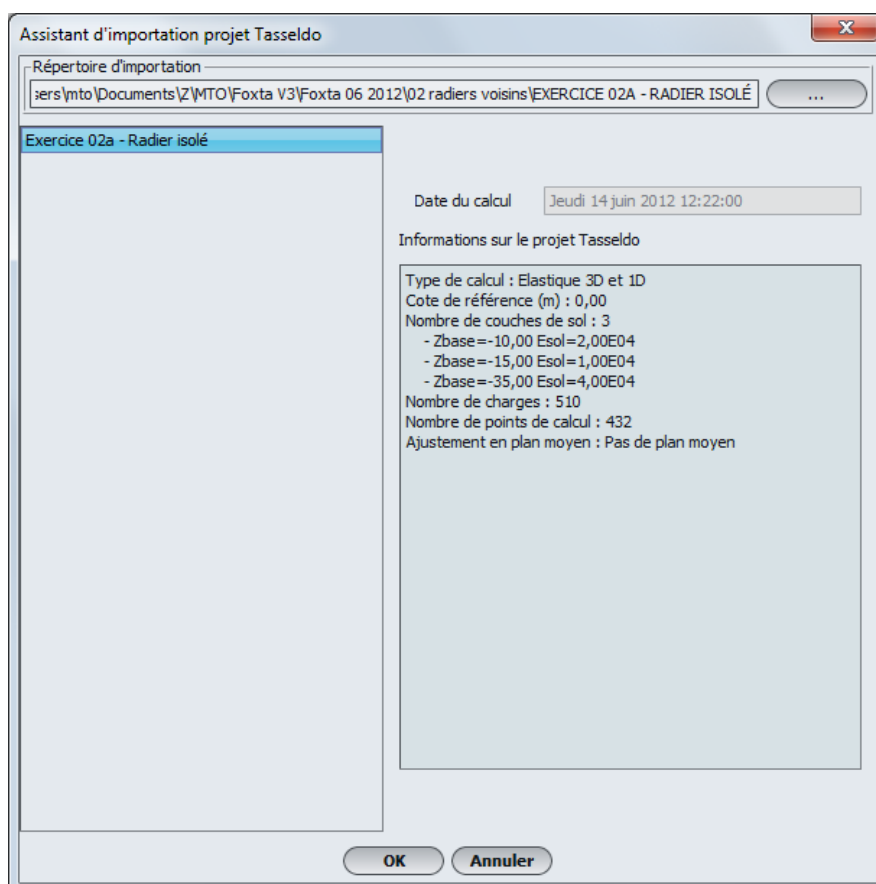 Assistant d'importation projet Tasseldo
Répertoire d'importation
sers\mto\Documents\Z\MTO\Foxta V3\Foxta 06 2012\02 radiers voisins\EXERCICE 02A - RADIER ISOLÉ
...
Exercice 02a - Radier isolé
Date du calcul
Jeudi 14 juin 2012 12:22:00
Informations sur le projet Tasseldo
Type de calcul : Elastique 3D et 1D
Cote de référence (m) : 0,00
Nombre de couches de sol : 3
- Zbase=-10,00 Esol=2,00E04
- Zbase=-15,00 Esol=1,00E04
- Zbase=-35,00 Esol=4,00E04
Nombre de charges : 510
Nombre de points de calcul : 432
Ajustement en plan moyen : Pas de plan moyen
OK
Annuler